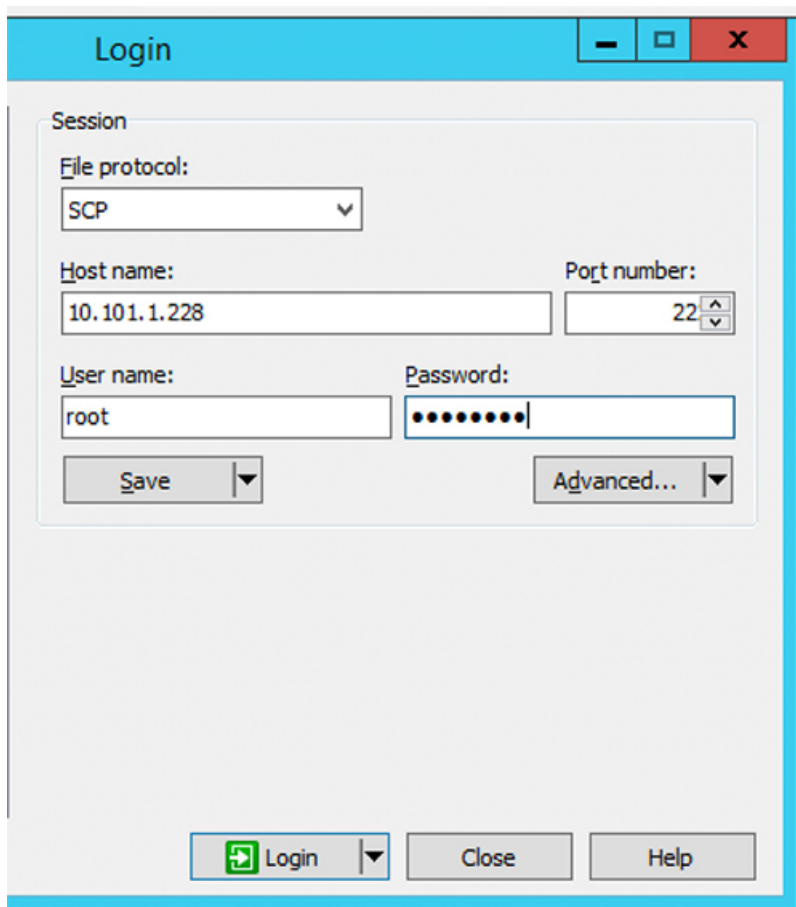 Login
Session
File protocol:
SCP
Host name: Port number:
10.101.1.228 22
User name: Password:
root ••••••••
Save Advanced...
Login Close Help